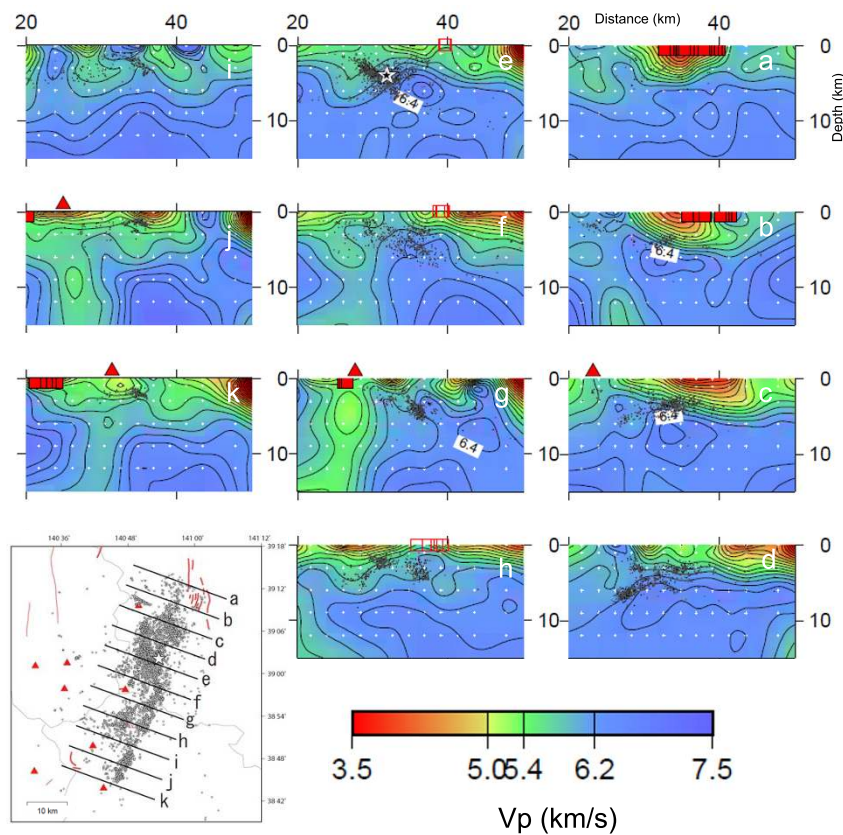 20 40
20 40
20 Distance (km) 40
0 0 0
i e a
6.4
10 10 10
Depth (km)
0 0 0
j f b
6.4
10 10 10
0 0 0
k g c
6.4 6.4
10 10 10
0 0
h d
10 10
140 36' 140 48' 141 00' 141 12'
39 18'
39 12'
39 06'
39 00'
38 54'
38 48'
38 42'
a
b
c
d
e
f
g
h
i
j
k
10 km
3.5 5.0 5.4 6.2 7.5
Vp (km/s)